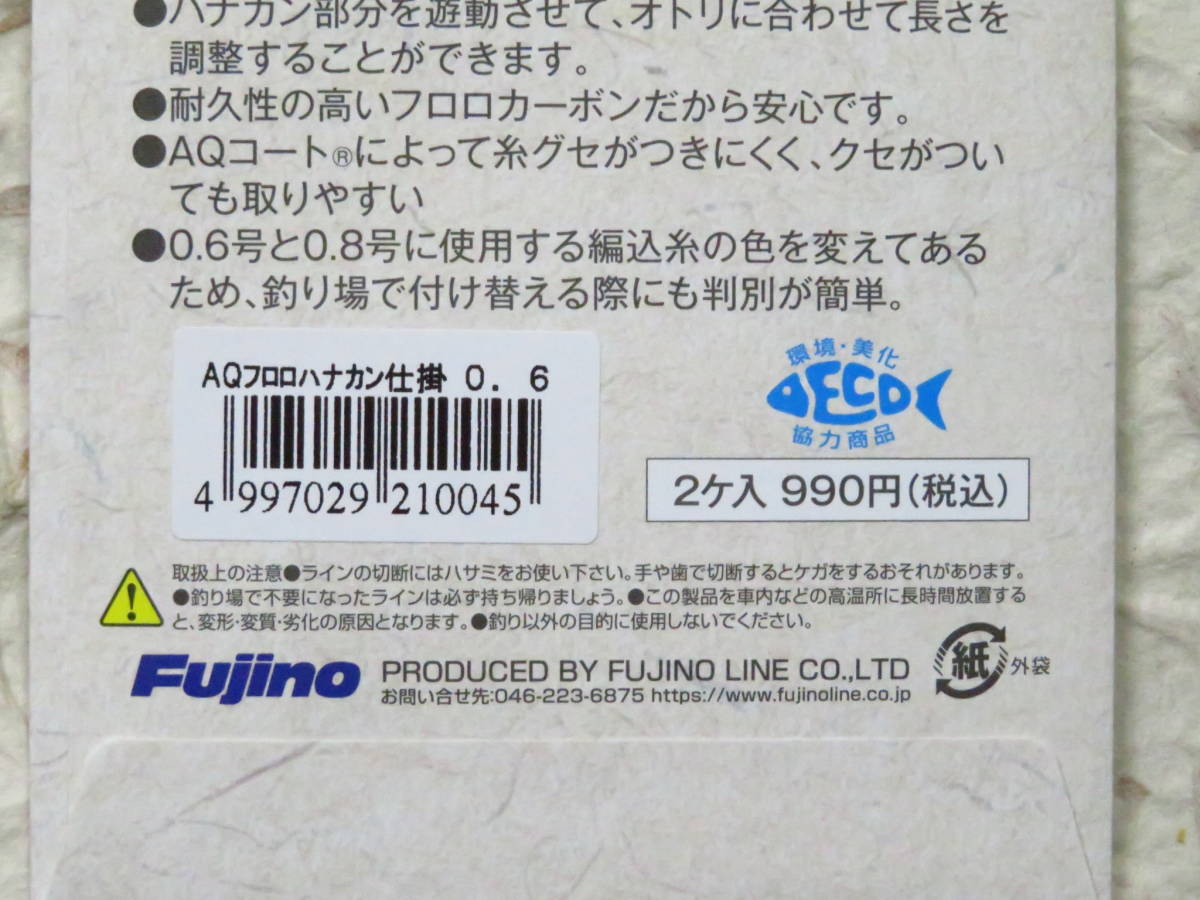 ●ハナカン部分を遊動させて、オトリに合わせて長さを
調整することができます。
●耐久性の高いフロロカーボンだから安心です。
●AQコート®によって糸グセがつきにくく、クセがつい
ても取りやすい
●0.6号と0.8号に使用する編込糸の色を変えてある
ため、釣り場で付け替える際にも判別が簡単。
AQフロロハナカン仕掛 0.6
4 997029 210045
環境・美化
ECO
協力商品
2ケ入 990円(税込)
取扱上の注意●ラインの切断にはハサミをお使い下さい。手や歯で切断するとケガをするおそれがあります。
●釣り場で不要になったラインは必ず持ち帰りましょう。●この製品を車内などの高温所に長時間放置する
と、変形・変質・劣化の原因となります。●釣り以外の目的に使用しないでください。
Fujino PRODUCED BY FUJINO LINE CO.,LTD
お問い合せ先:046-223-6875 https://www.fujinoline.co.jp
紙 外袋